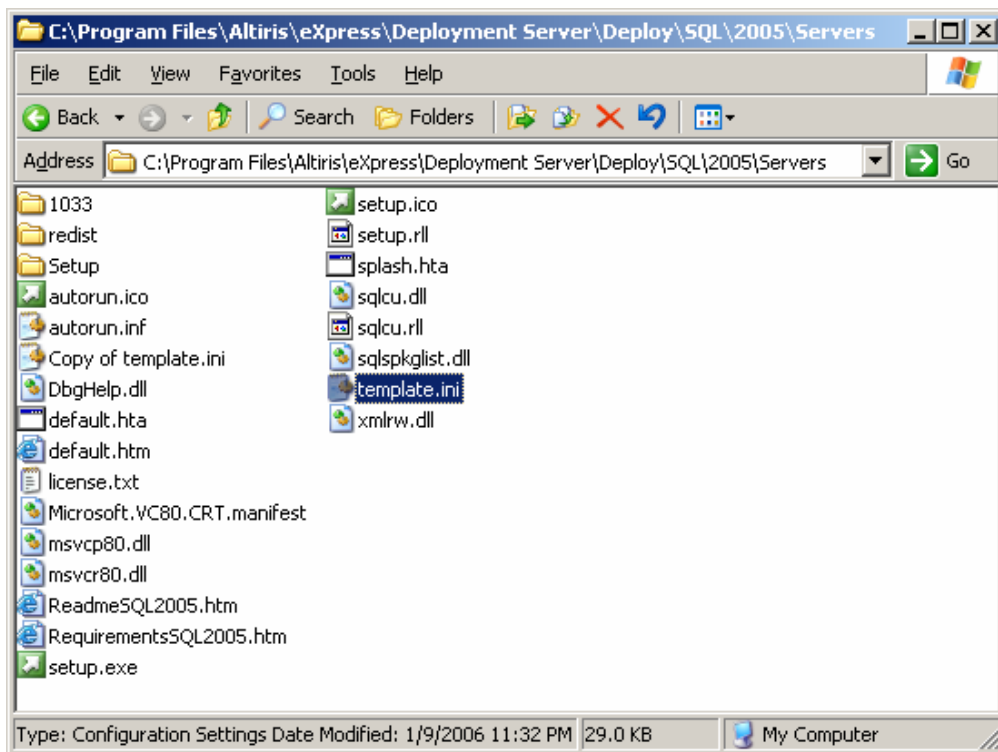 C:\Program Files\Altiris\eXpress\Deployment Server\Deploy\SQL\2005\Servers
File Edit View Favorites Tools Help
Back Search Folders
Address C:\Program Files\Altiris\eXpress\Deployment Server\Deploy\SQL\2005\Servers Go
1033
redist
Setup
autorun.ico
autorun.inf
Copy of template.ini
DbgHelp.dll
default.hta
default.htm
license.txt
Microsoft.VC80.CRT.manifest
msvcp80.dll
msvcr80.dll
ReadmeSQL2005.htm
RequirementsSQL2005.htm
setup.exe
setup.ico
setup.rll
splash.hta
sqlcu.dll
sqlcu.rll
sqlspkglist.dll
template.ini
xmlrw.dll
Type: Configuration Settings Date Modified: 1/9/2006 11:32 PM 29.0 KB My Computer